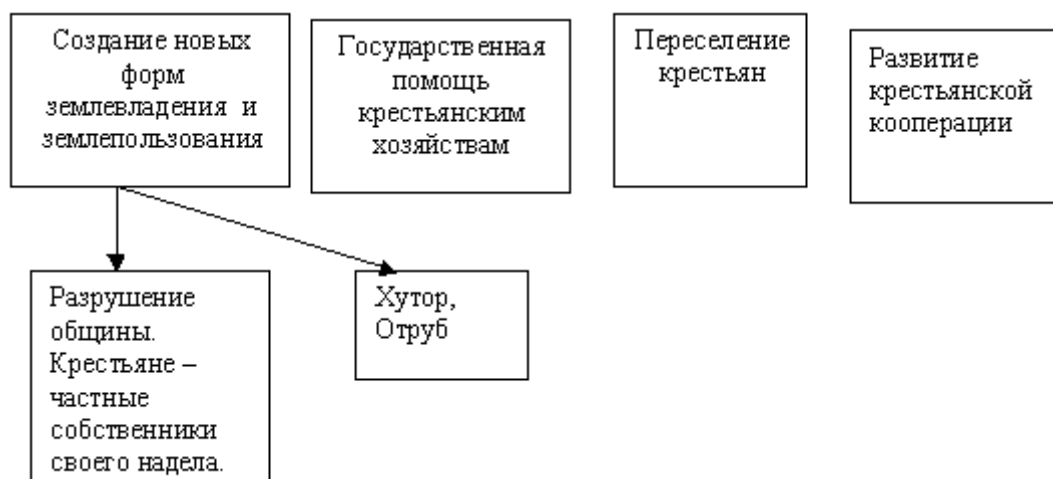 Создание новых
форм
землевладения и
землепользования
Государственная
помощь
крестьянским
хозяйствам
Переселение
крестьян
Развитие
крестьянской
кооперации
Разрушение
общины.
Крестьяне –
частные
собственники
своего надела.
Хутор,
Отруб